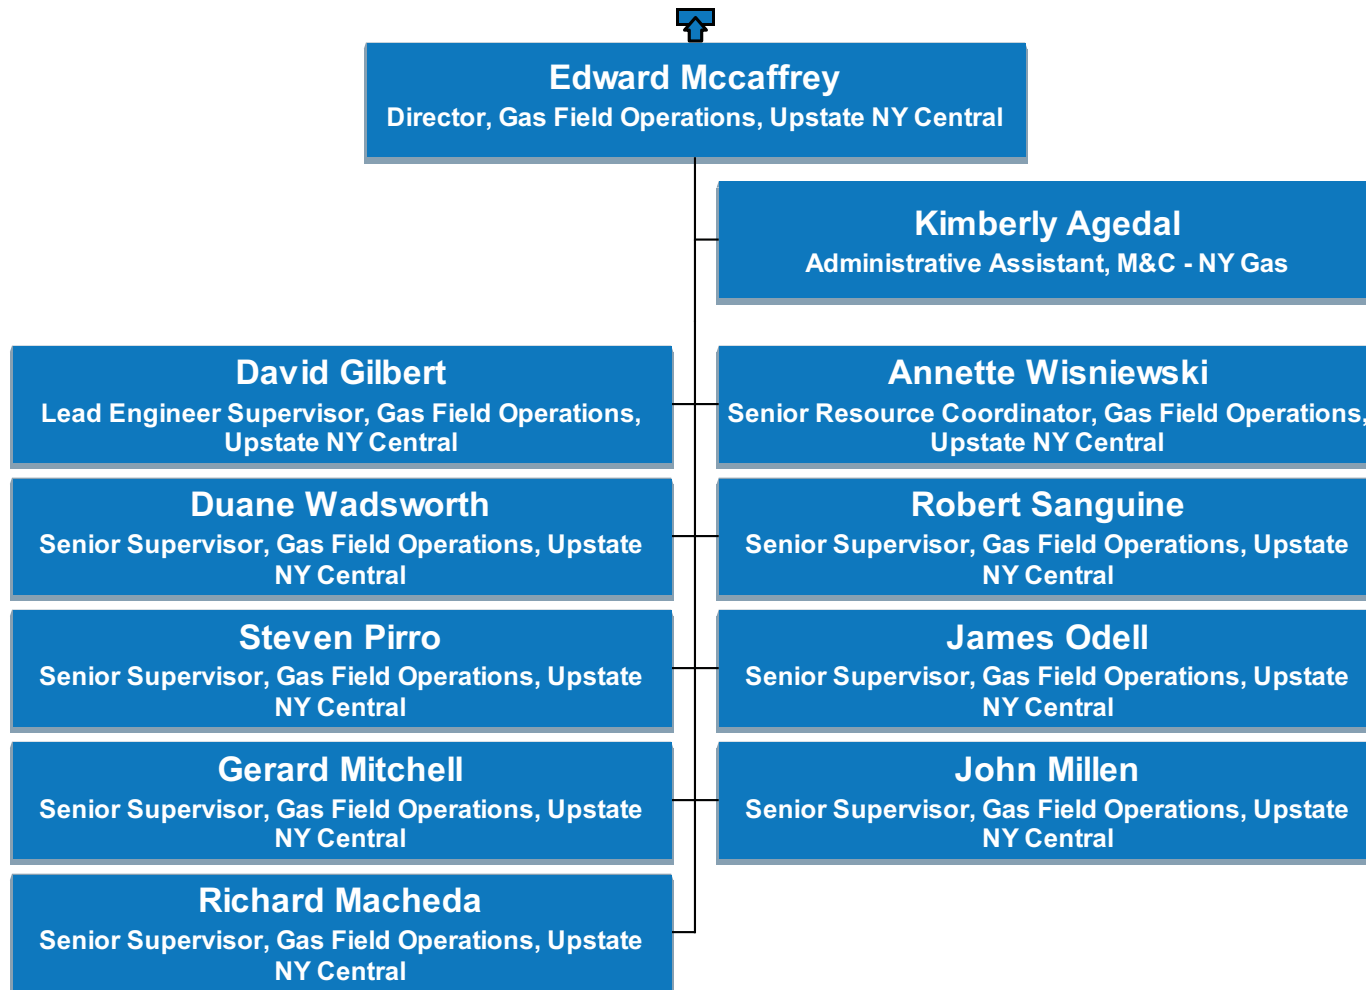 Edward Mccaffrey
Director, Gas Field Operations, Upstate NY Central
Kimberly Agedal
Administrative Assistant, M&C - NY Gas
David Gilbert
Lead Engineer Supervisor, Gas Field Operations,
Upstate NY Central
Annette Wisniewski
Senior Resource Coordinator, Gas Field Operations,
Upstate NY Central
Duane Wadsworth
Senior Supervisor, Gas Field Operations, Upstate
NY Central
Robert Sanguine
Senior Supervisor, Gas Field Operations, Upstate
NY Central
Steven Pirro
Senior Supervisor, Gas Field Operations, Upstate
NY Central
James Odell
Senior Supervisor, Gas Field Operations, Upstate
NY Central
Gerard Mitchell
Senior Supervisor, Gas Field Operations, Upstate
NY Central
John Millen
Senior Supervisor, Gas Field Operations, Upstate
NY Central
Richard Macheda
Senior Supervisor, Gas Field Operations, Upstate
NY Central